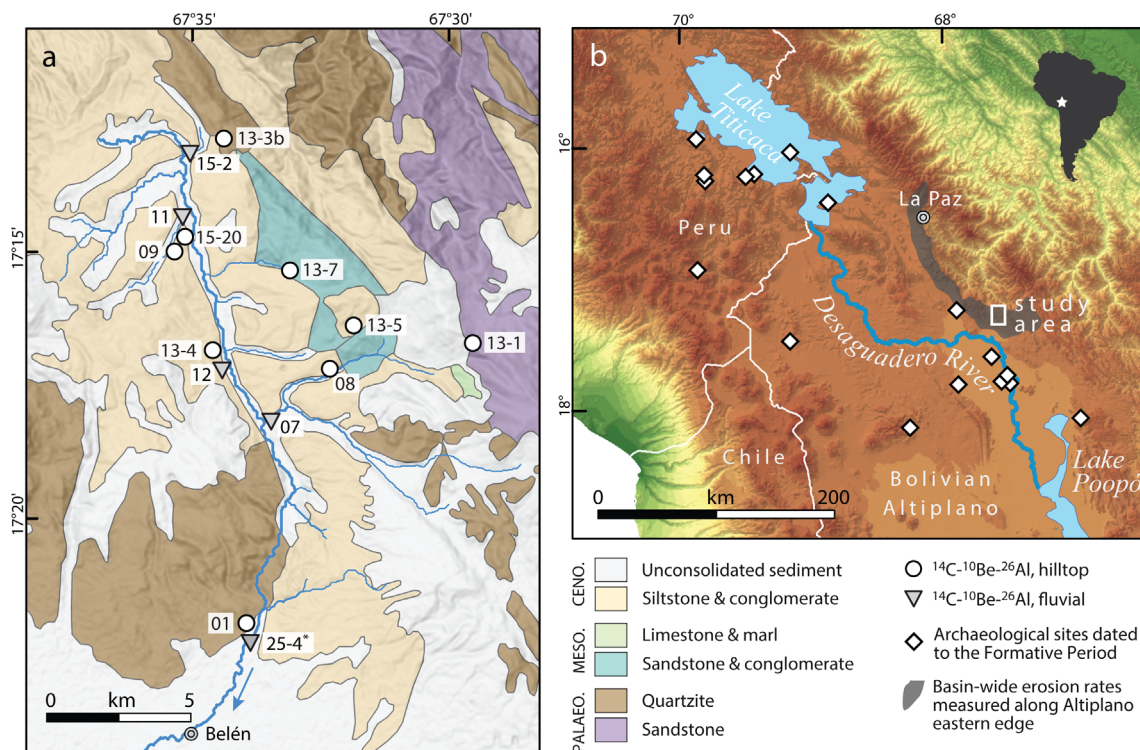 67°35'
67°30'
a
13-3b
15-2
11
15-20
09
17°15'
13-7
13-5
13-1
13-4
12
08
07
17°20'
01
25-4*
0 km 5
Belén
70°
68°
b
Lake
Titicaca
16°
La Paz
Peru
study
area
Desaguadero River
18°
Chile
Lake
Poopó
Bolivian
Altiplano
0 km 200
CENO.
Unconsolidated sediment
Siltstone & conglomerate
MESO.
Limestone & marl
Sandstone & conglomerate
PALAEO.
Quartzite
Sandstone
¹⁴C-¹⁰Be-²⁶Al, hilltop
¹⁴C-¹⁰Be-²⁶Al, fluvial
Archaeological sites dated
to the Formative Period
Basin-wide erosion rates
measured along Altiplano
eastern edge